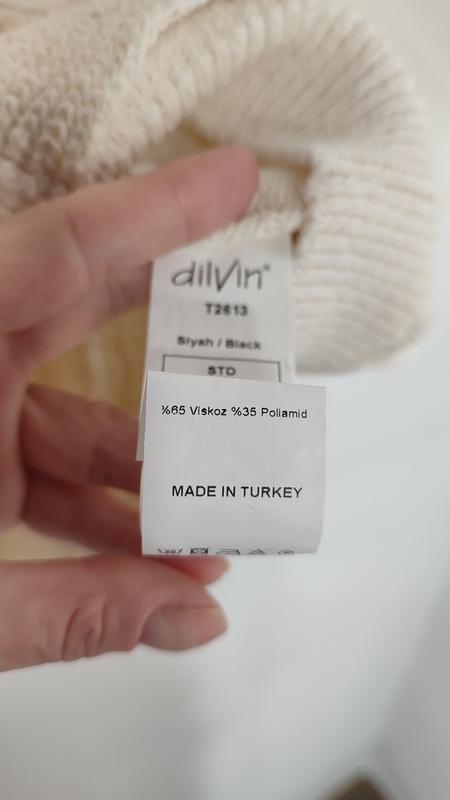 dilvin®
T2613
Siyah / Black
STD
%65 Viskoz %35 Poliamid
MADE IN TURKEY